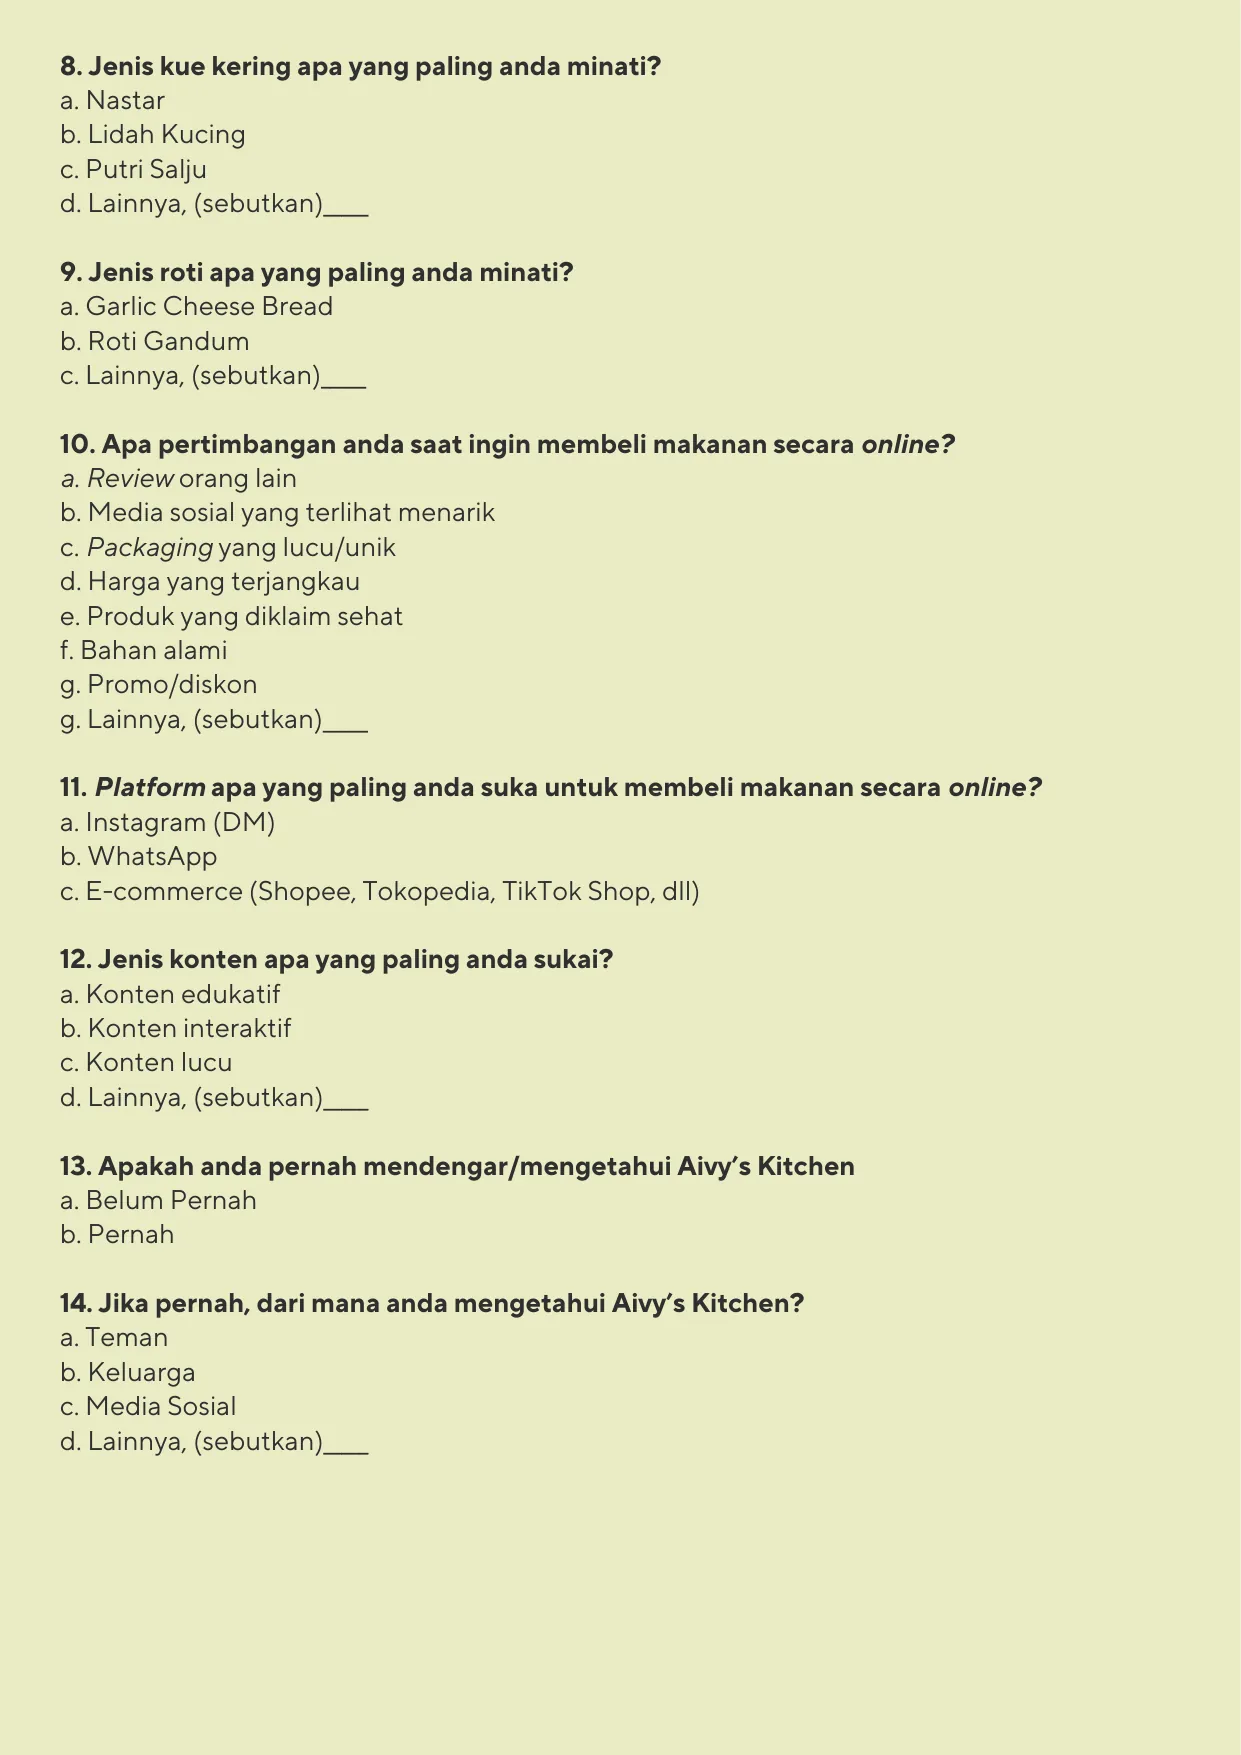 8. Jenis kue kering apa yang paling anda minati?
a. Nastar
b. Lidah Kucing
c. Putri Salju
d. Lainnya, (sebutkan)___
9. Jenis roti apa yang paling anda minati?
a. Garlic Cheese Bread
b. Roti Gandum
c. Lainnya, (sebutkan)___
10. Apa pertimbangan anda saat ingin membeli makanan secara online?
a. Review orang lain
b. Media sosial yang terlihat menarik
c. Packaging yang lucu/unik
d. Harga yang terjangkau
e. Produk yang diklaim sehat
f. Bahan alami
g. Promo/diskon
g. Lainnya, (sebutkan)___
11. Platform apa yang paling anda suka untuk membeli makanan secara online?
a. Instagram (DM)
b. WhatsApp
c. E-commerce (Shopee, Tokopedia, TikTok Shop, dll)
12. Jenis konten apa yang paling anda sukai?
a. Konten edukatif
b. Konten interaktif
c. Konten lucu
d. Lainnya, (sebutkan)___
13. Apakah anda pernah mendengar/mengetahui Aivy’s Kitchen
a. Belum Pernah
b. Pernah
14. Jika pernah, dari mana anda mengetahui Aivy’s Kitchen?
a. Teman
b. Keluarga
c. Media Sosial
d. Lainnya, (sebutkan)___